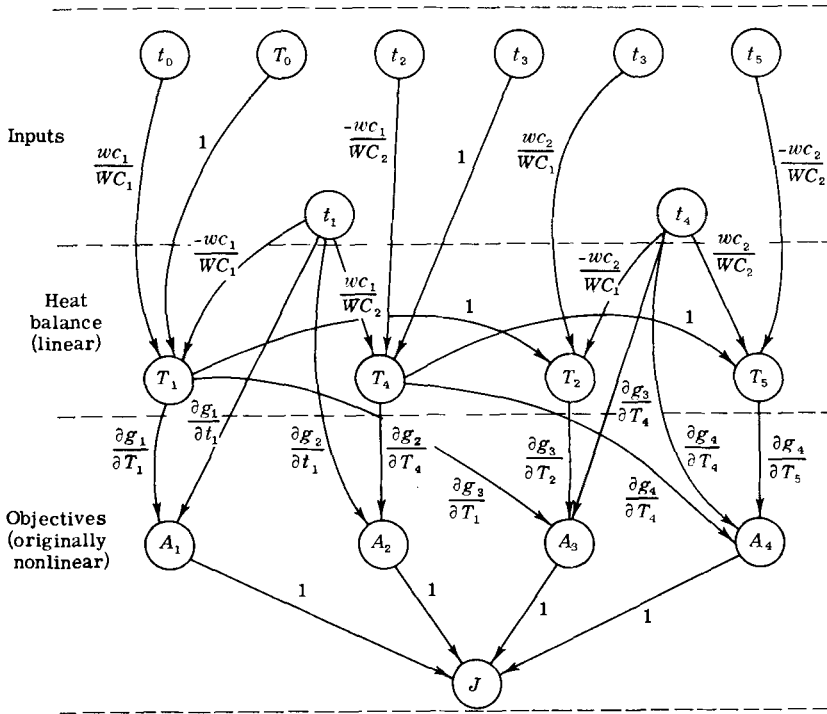 t₀ T₀ t₂ t₃ t₃ t₅
Inputs
wc₁/WC₁ 1 -wc₁/WC₂ 1 wc₂/WC₁ -wc₂/WC₂
t₁ t₄
-wc₁/WC₁ wc₁/WC₂ -wc₂/WC₁ wc₂/WC₂
Heat
balance
(linear)
1 1
T₁ T₄ T₂ T₅
∂g₁/∂T₁ ∂g₁/∂t₁ ∂g₂/∂t₁ ∂g₂/∂T₄ ∂g₃/∂T₁ ∂g₃/∂T₂ ∂g₃/∂T₄ ∂g₄/∂T₄ ∂g₄/∂T₄ ∂g₄/∂T₅
Objectives
(originally
nonlinear)
A₁ A₂ A₃ A₄
1 1 1 1
J